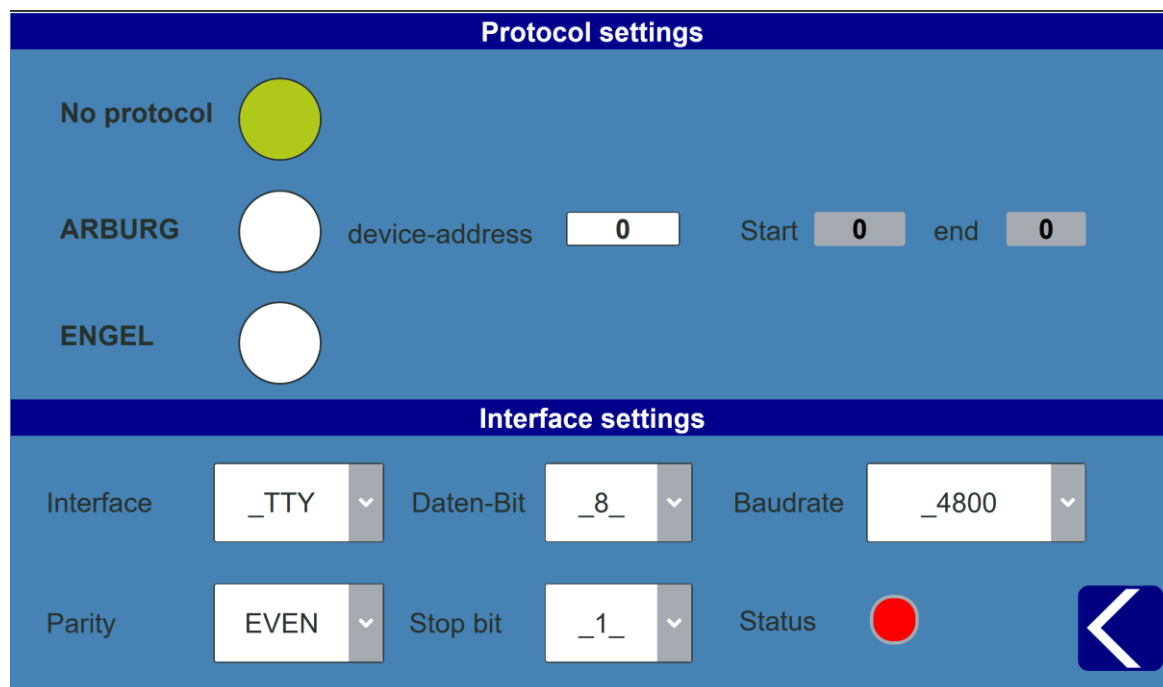 Protocol settings
No protocol
ARBURG device-address 0 Start 0 end 0
ENGEL
Interface settings
Interface _TTY Daten-Bit _8_ Baudrate _4800
Parity EVEN Stop bit _1_ Status